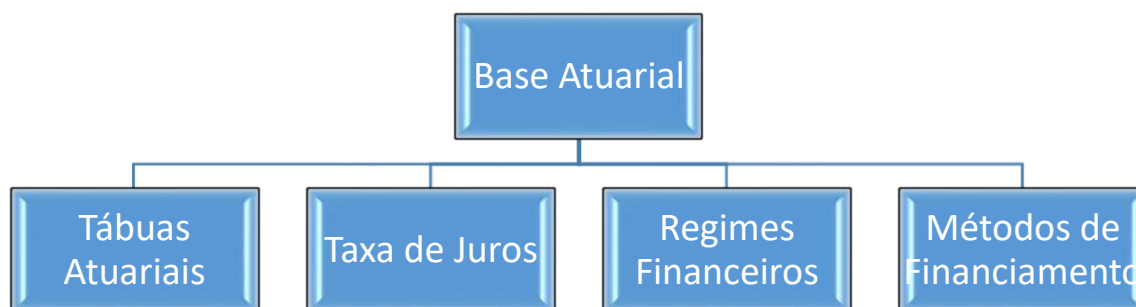 Base Atuarial
Tábuas
Atuariais
Taxa de Juros
Regimes
Financeiros
Métodos de
Financiamento